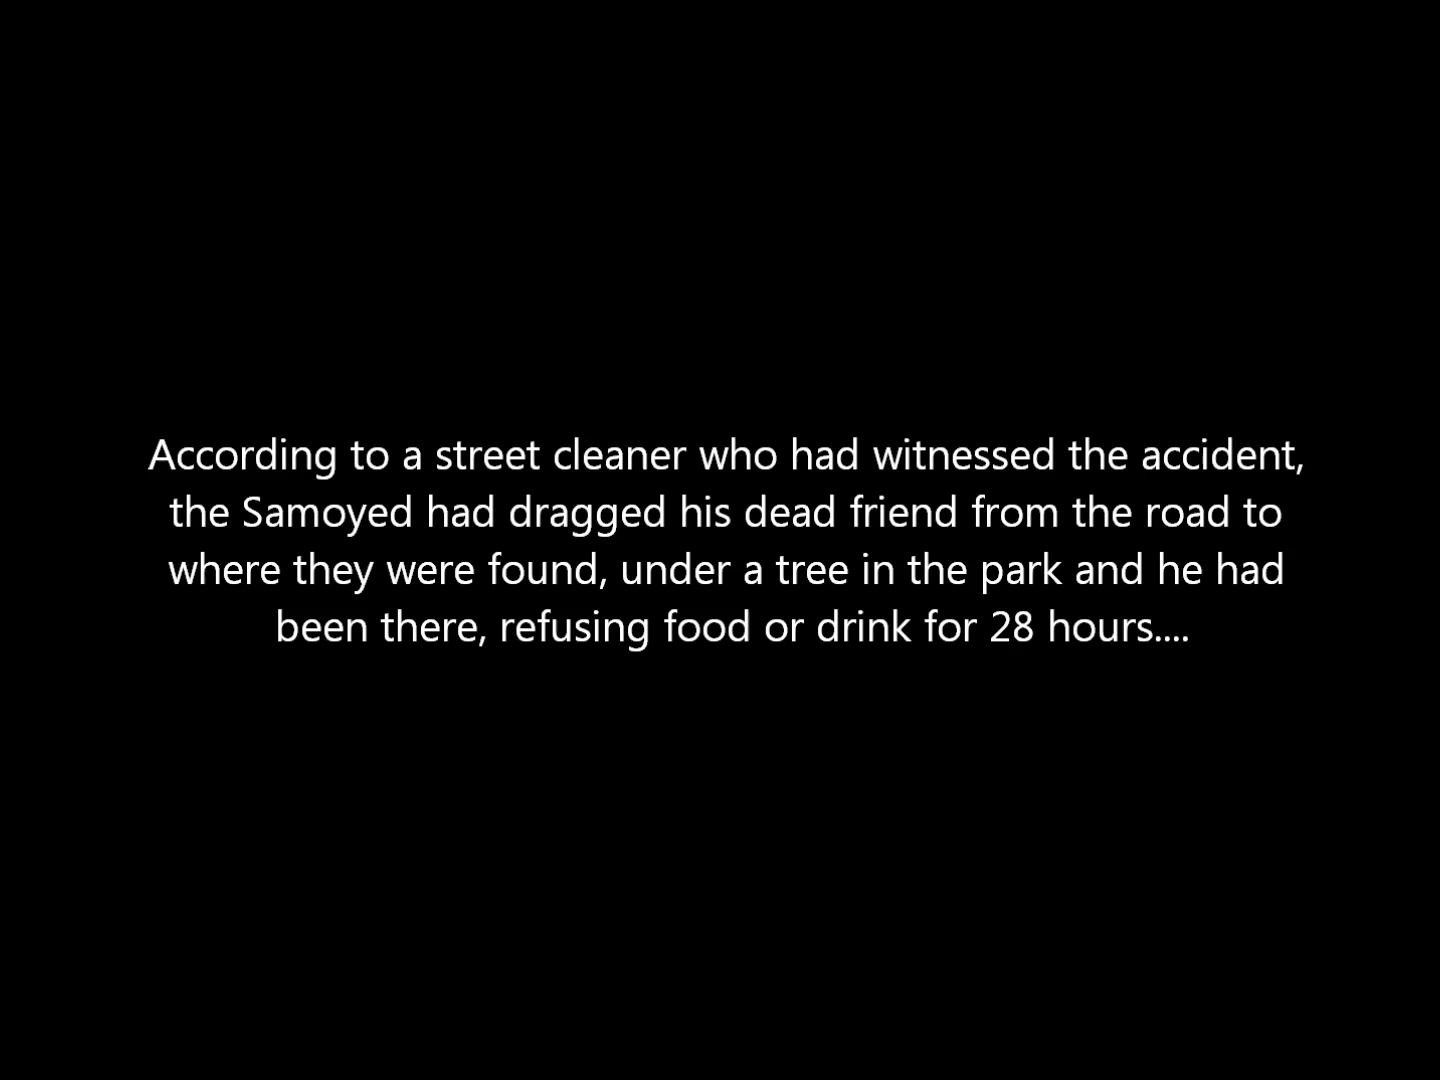 According to a street cleaner who had witnessed the accident,
the Samoyed had dragged his dead friend from the road to
where they were found, under a tree in the park and he had
been there, refusing food or drink for 28 hours....